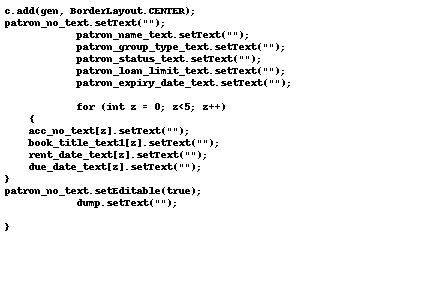 c.add(gen, BorderLayout.CENTER);
patron_no_text.setText("");
patron_name_text.setText("");
patron_group_type_text.setText("");
patron_status_text.setText("");
patron_loan_limit_text.setText("");
patron_expiry_date_text.setText("");
for (int z = 0; z<5; z++)
{
acc_no_text[z].setText("");
book_title_text1[z].setText("");
rent_date_text[z].setText("");
due_date_text[z].setText("");
}
patron_no_text.setEditable(true);
dump.setText("");
}